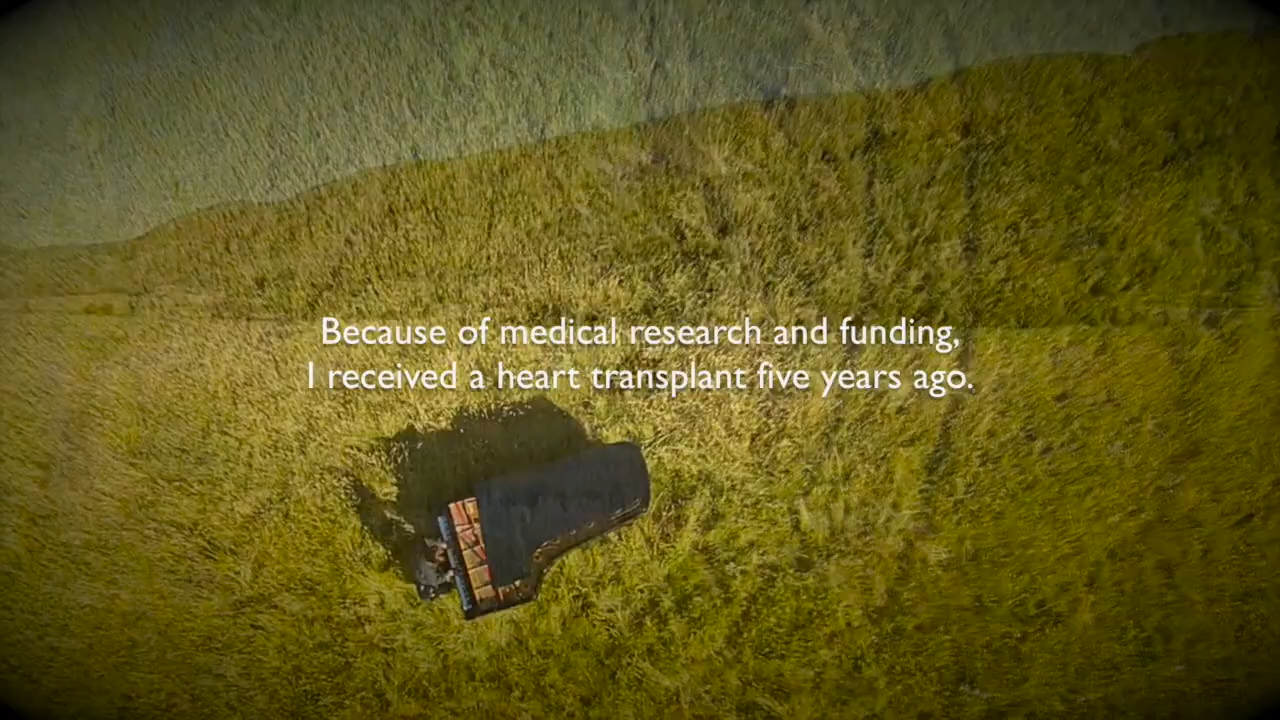 Because of medical research and funding,
I received a heart transplant five years ago.